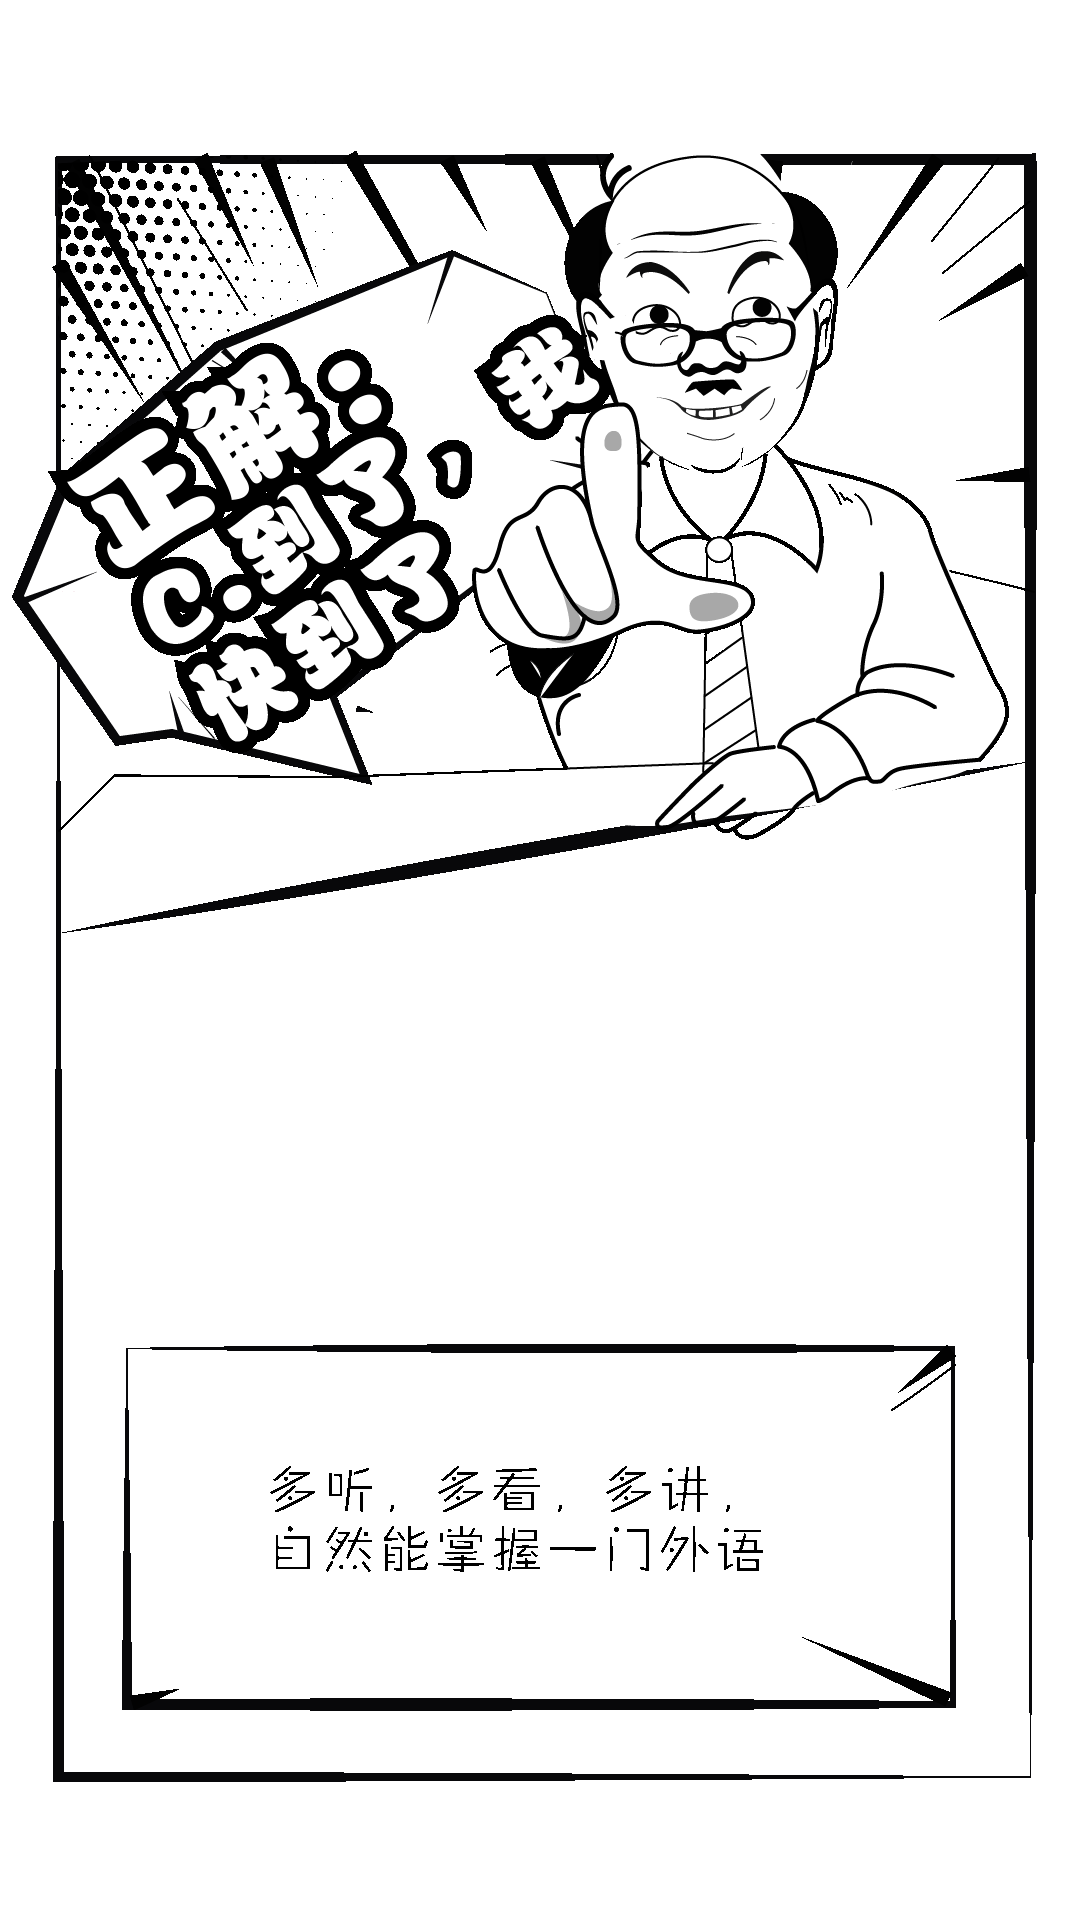 正解：
C.到了，我
快到了
多听，多看，多讲，
自然能掌握一门外语